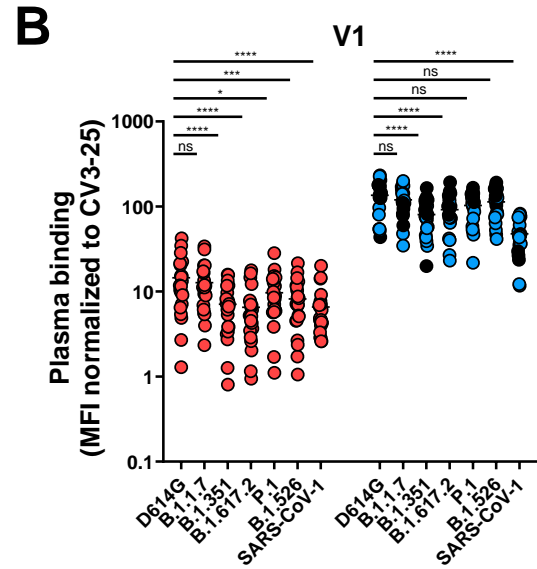 B
V1
**** ****
*** ns
* ns
**** ****
**** ****
ns ns
Plasma binding
(MFI normalized to CV3-25)
1000
100
10
1
0.1
D614G
B.1.1.7
B.1.351
B.1.617.2
P.1
B.1.526
SARS-CoV-1
D614G
B.1.1.7
B.1.351
B.1.617.2
P.1
B.1.526
SARS-CoV-1